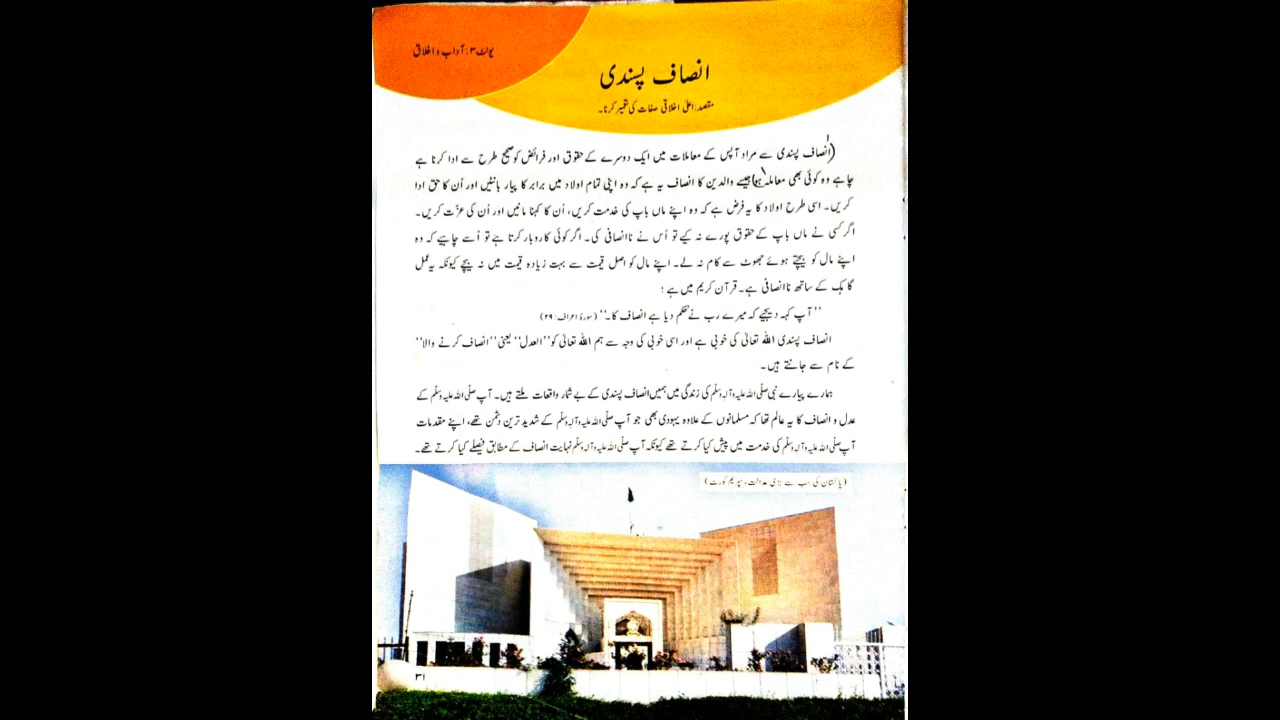 یونٹ ۳: آداب و اخلاق
انصاف پسندی
مقصد: اعلیٰ اخلاقی صفات کی تعمیر کرنا۔
(انصاف پسندی سے مراد آپس کے معاملات میں ایک دوسرے کے حقوق اور فرائض کو صحیح طرح سے ادا کرنا ہے
چاہے وہ کوئی بھی معاملہ ہو) جیسے والدین کا انصاف یہ ہے کہ وہ اپنی تمام اولاد میں برابر کا پیار بانٹیں اور اُن کا حق ادا
کریں۔ اسی طرح اولاد کا یہ فرض ہے کہ وہ اپنے ماں باپ کی خدمت کریں، اُن کا کہنا مانیں اور اُن کی عزّت کریں۔
اگر کسی نے ماں باپ کے حقوق پورے نہ کیے تو اُس نے ناانصافی کی۔ اگر کوئی کاروبار کرتا ہے تو اُسے چاہیے کہ وہ
اپنے مال کو بیچتے ہوئے جھوٹ سے کام نہ لے۔ اپنے مال کو اصل قیمت سے بہت زیادہ قیمت میں نہ بیچے کیونکہ یہ عمل
گاہک کے ساتھ ناانصافی ہے۔ قرآن کریم میں ہے:
''آپ کہہ دیجیے کہ میرے رب نے حکم دیا ہے انصاف کا۔'' (سورۂ اعراف: ۲۹)
انصاف پسندی اللہ تعالیٰ کی خوبی ہے اور اسی خوبی کی وجہ سے ہم اللہ تعالیٰ کو ''العدل'' یعنی ''انصاف کرنے والا''
کے نام سے جانتے ہیں۔
ہمارے پیارے نبی صلّی اللہ علیہ وآلہٖ وسلّم کی زندگی میں ہمیں انصاف پسندی کے بے شمار واقعات ملتے ہیں۔ آپ صلّی اللہ علیہ وآلہٖ وسلّم کے
عدل و انصاف کا یہ عالم تھا کہ مسلمانوں کے علاوہ یہودی بھی جو آپ صلّی اللہ علیہ وآلہٖ وسلّم کے شدید ترین دشمن تھے، اپنے مقدمات
آپ صلّی اللہ علیہ وآلہٖ وسلّم کی خدمت میں پیش کیا کرتے تھے کیونکہ آپ صلّی اللہ علیہ وآلہٖ وسلّم نہایت انصاف کے مطابق فیصلے کیا کرتے تھے۔
(پاکستان کی سب سے بڑی عدالت، سپریم کورٹ)
۳۱